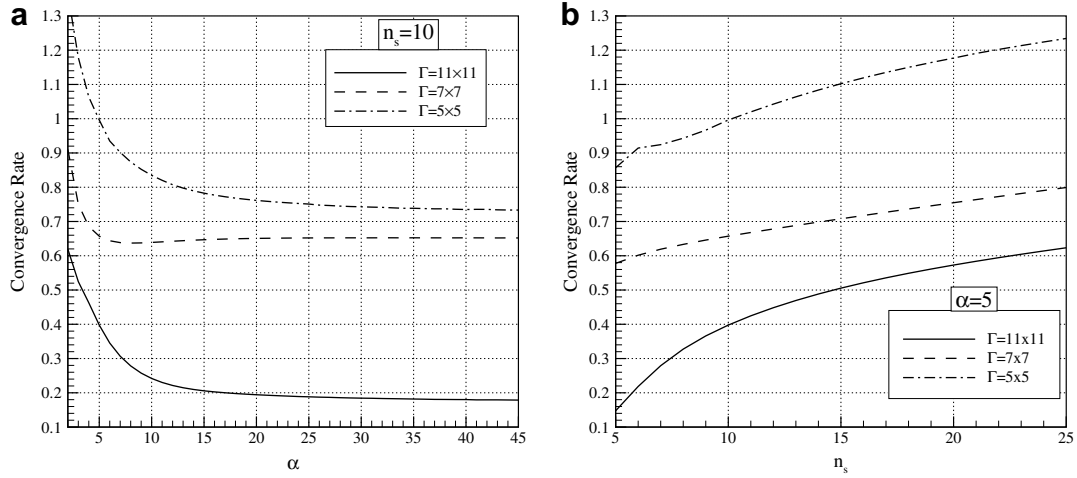 a
n_s=10
Γ=11×11
Γ=7×7
Γ=5×5
Convergence Rate
1.3
1.2
1.1
1
0.9
0.8
0.7
0.6
0.5
0.4
0.3
0.2
0.1
5 10 15 20 25 30 35 40 45
α
b
α=5
Γ=11x11
Γ=7x7
Γ=5x5
Convergence Rate
1.3
1.2
1.1
1
0.9
0.8
0.7
0.6
0.5
0.4
0.3
0.2
0.1
5 10 15 20 25
n_s